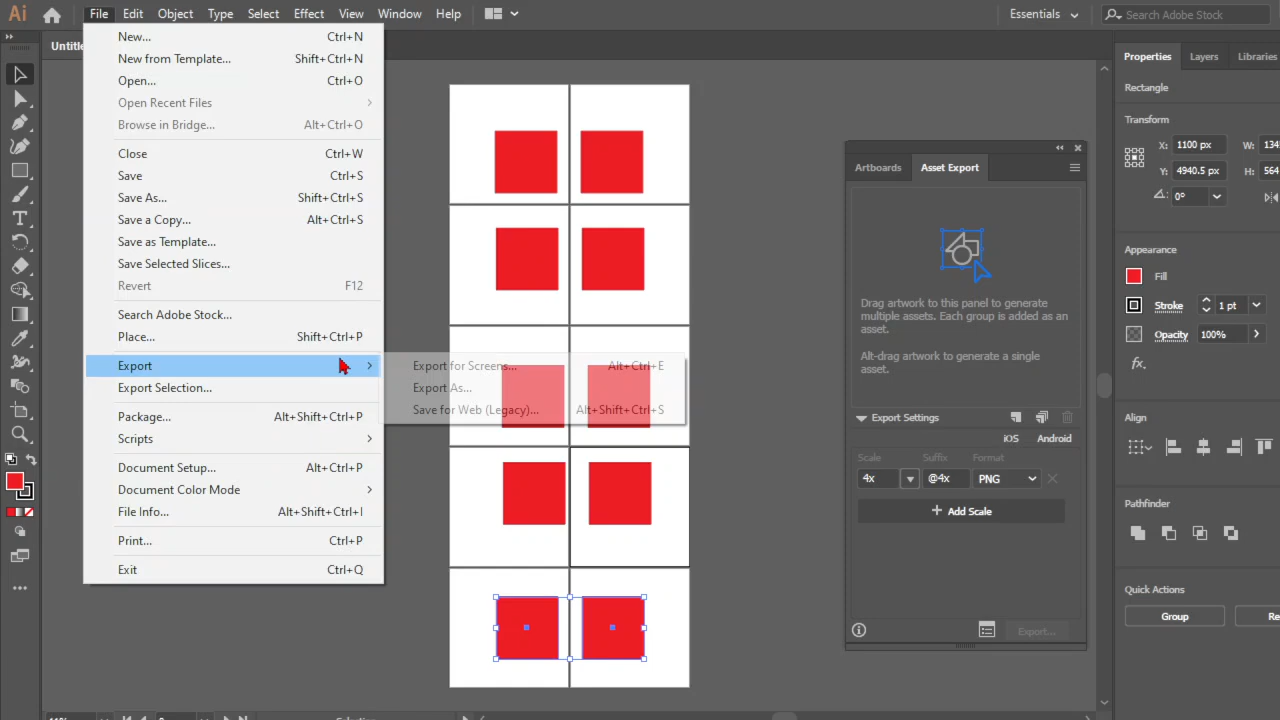 Ai File Edit Object Type Select Effect View Window Help Essentials Search Adobe Stock
Untitle
New... Ctrl+N
New from Template... Shift+Ctrl+N
Open... Ctrl+O
Open Recent Files
Browse in Bridge... Alt+Ctrl+O
Close Ctrl+W
Save Ctrl+S
Save As... Shift+Ctrl+S
Save a Copy... Alt+Ctrl+S
Save as Template...
Save Selected Slices...
Revert F12
Search Adobe Stock...
Place... Shift+Ctrl+P
Export
Export Selection...
Package... Alt+Shift+Ctrl+P
Scripts
Document Setup... Alt+Ctrl+P
Document Color Mode
File Info... Alt+Shift+Ctrl+I
Print... Ctrl+P
Exit Ctrl+Q
Export for Screens... Alt+Ctrl+E
Export As...
Save for Web (Legacy)... Alt+Shift+Ctrl+S
Artboards Asset Export
Drag artwork to this panel to generate
multiple assets. Each group is added as an
asset.
Alt-drag artwork to generate a single
asset.
Export Settings
iOS Android
Scale Suffix Format
4x @4x PNG
+ Add Scale
Export...
Properties Layers Libraries
Rectangle
Transform
X: 1100 px W: 134
Y: 4940.5 px H: 564
0°
Appearance
Fill
Stroke 1 pt
Opacity 100%
fx
Align
Pathfinder
Quick Actions
Group Re
Selection